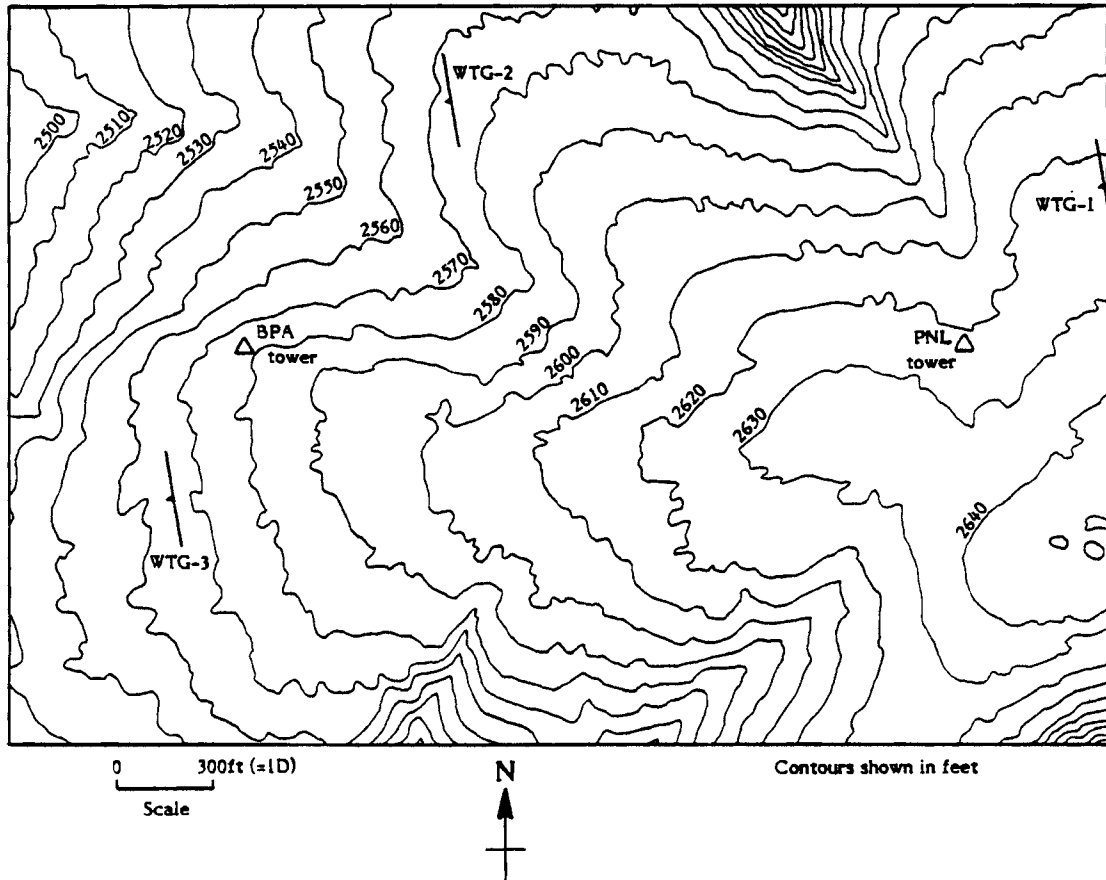 WTG-2
2500
2510
2520
2530
2540
2550
2560
2570
2580
2590
2600
2610
2620
2630
2640
WTG-1
BPA
tower
PNL
tower
WTG-3
0 300ft (=1D)
Scale
N
Contours shown in feet